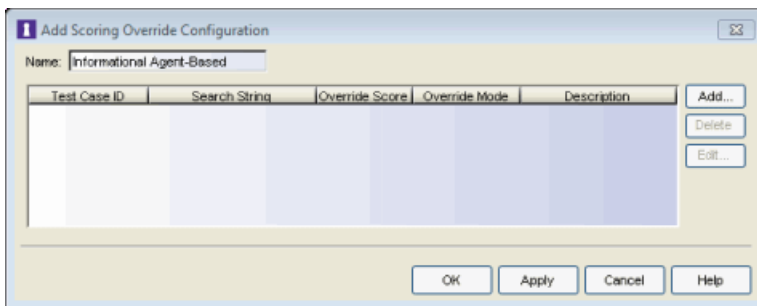 Add Scoring Override Configuration
Name: Informational Agent-Based
Test Case ID Search String Override Score Override Mode Description
Add...
Delete
Edit...
OK Apply Cancel Help